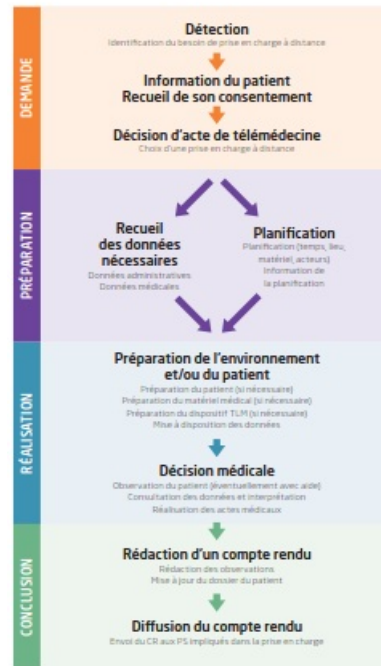 DEMANDE
Détection
Identification du besoin de prise en charge à distance
Information du patient
Recueil de son consentement
Décision d'acte de télémédecine
Choix d'une prise en charge à distance
PRÉPARATION
Recueil
des données
nécessaires
Données administratives
Données médicales
Planification
Planification (temps, lieu,
matériel, acteurs)
Information de
la planification
RÉALISATION
Préparation de l'environnement
et/ou du patient
Préparation du patient (si nécessaire)
Préparation du matériel médical (si nécessaire)
Préparation du dispositif TLM (si nécessaire)
Mise à disposition des données
Décision médicale
Observation du patient (éventuellement avec aide)
Consultation des données et interprétation
Réalisation des actes médicaux
CONCLUSION
Rédaction d'un compte rendu
Rédaction des observations
Mise à jour du dossier du patient
Diffusion du compte rendu
Envoi du CR aux PS impliqués dans la prise en charge